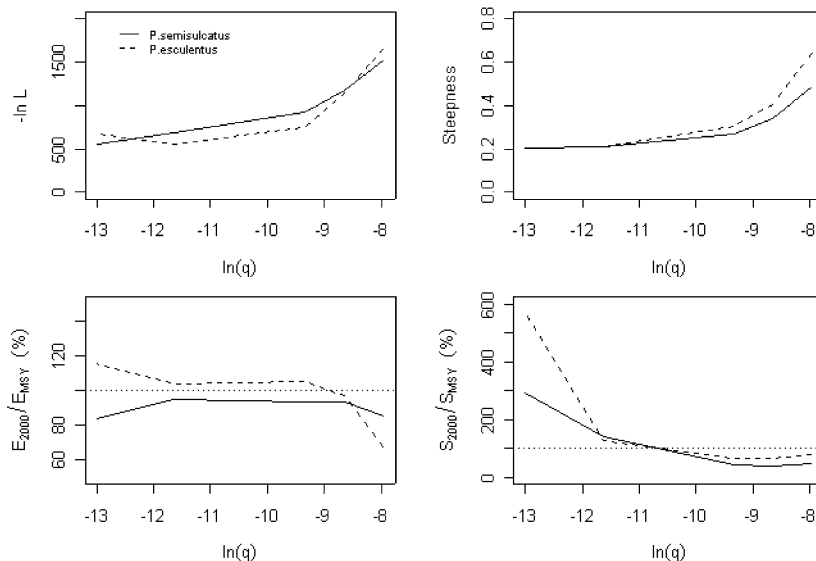 P.semisulcatus
P.esculentus
-ln L
0 500 1500
-13 -12 -11 -10 -9 -8
ln(q)
Steepness
0.0 0.2 0.4 0.6 0.8
-13 -12 -11 -10 -9 -8
ln(q)
E2000/EMSY (%)
60 80 120
-13 -12 -11 -10 -9 -8
ln(q)
S2000/SMSY (%)
0 100 200 400 600
-13 -12 -11 -10 -9 -8
ln(q)